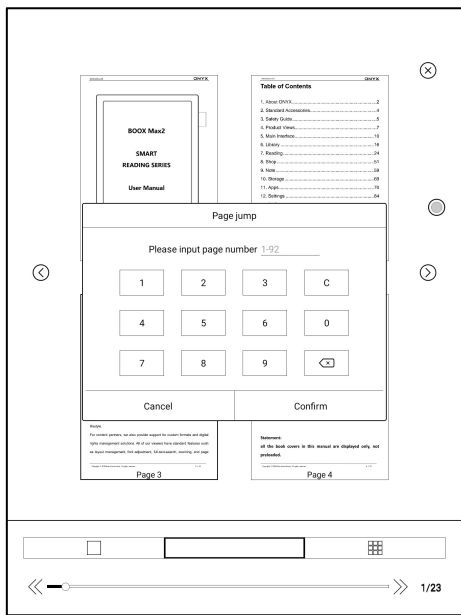 ONYX
BOOX Max2
SMART
READING SERIES
User Manual
ONYX
Table of Contents
1. About ONYX.....2
2. Standard Accessories.....4
3. Safety Guide.....5
4. Product Views.....7
5. Main Interface.....10
6. Library.....16
7. Reading.....24
8. Shop.....51
9. Note.....59
10. Storage.....69
11. Apps.....70
12. Settings.....84
Page jump
Please input page number 1-92
1 2 3 C
4 5 6 0
7 8 9
Cancel Confirm
lifestyle.
For content partners, we also provide support for custom formats and digital
rights management solutions. All of our viewers have standard features such
as layout management, font adjustment, full-text-search, zooming, and page
Page 3
Statement:
all the book covers in this manual are displayed only, not
preloaded.
Page 4
1/23